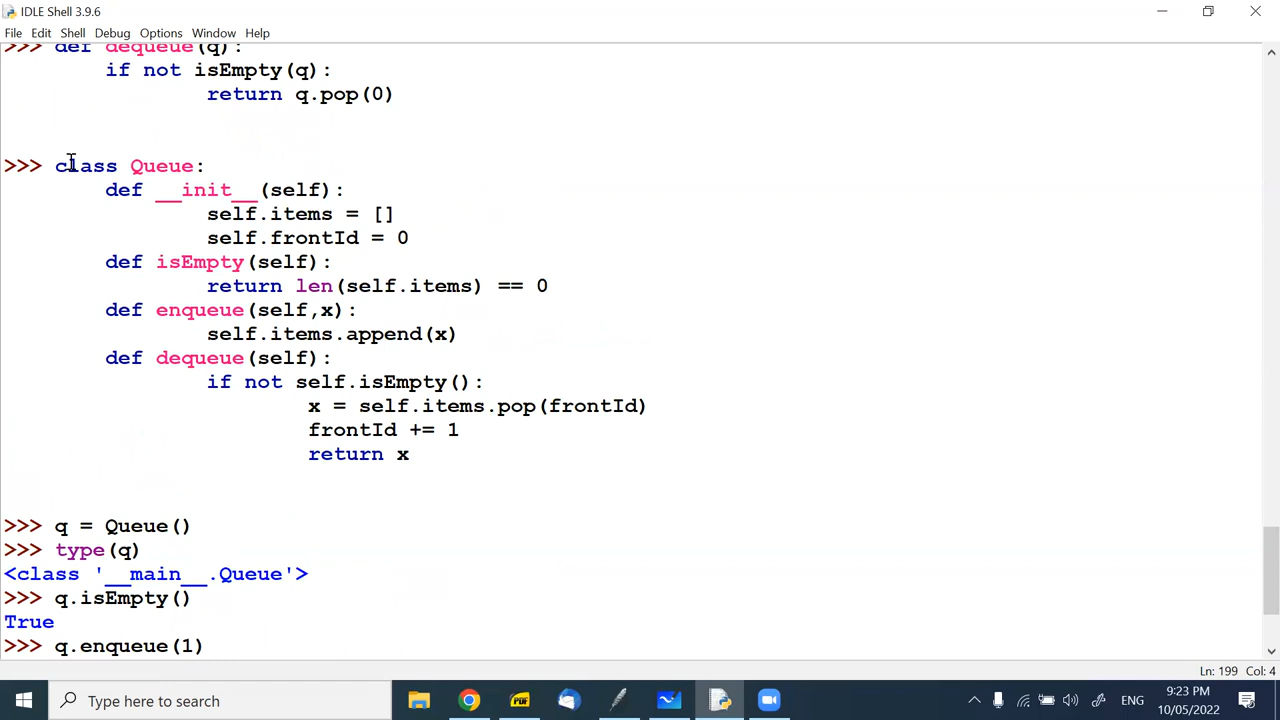 IDLE Shell 3.9.6
File Edit Shell Debug Options Window Help
>>> def dequeue(q):
if not isEmpty(q):
return q.pop(0)
>>> class Queue:
def __init__(self):
self.items = []
self.frontId = 0
def isEmpty(self):
return len(self.items) == 0
def enqueue(self,x):
self.items.append(x)
def dequeue(self):
if not self.isEmpty():
x = self.items.pop(frontId)
frontId += 1
return x
>>> q = Queue()
>>> type(q)
<class '__main__.Queue'>
>>> q.isEmpty()
True
>>> q.enqueue(1)
Ln: 199 Col: 4
Type here to search
PDF
ENG
9:23 PM
10/05/2022